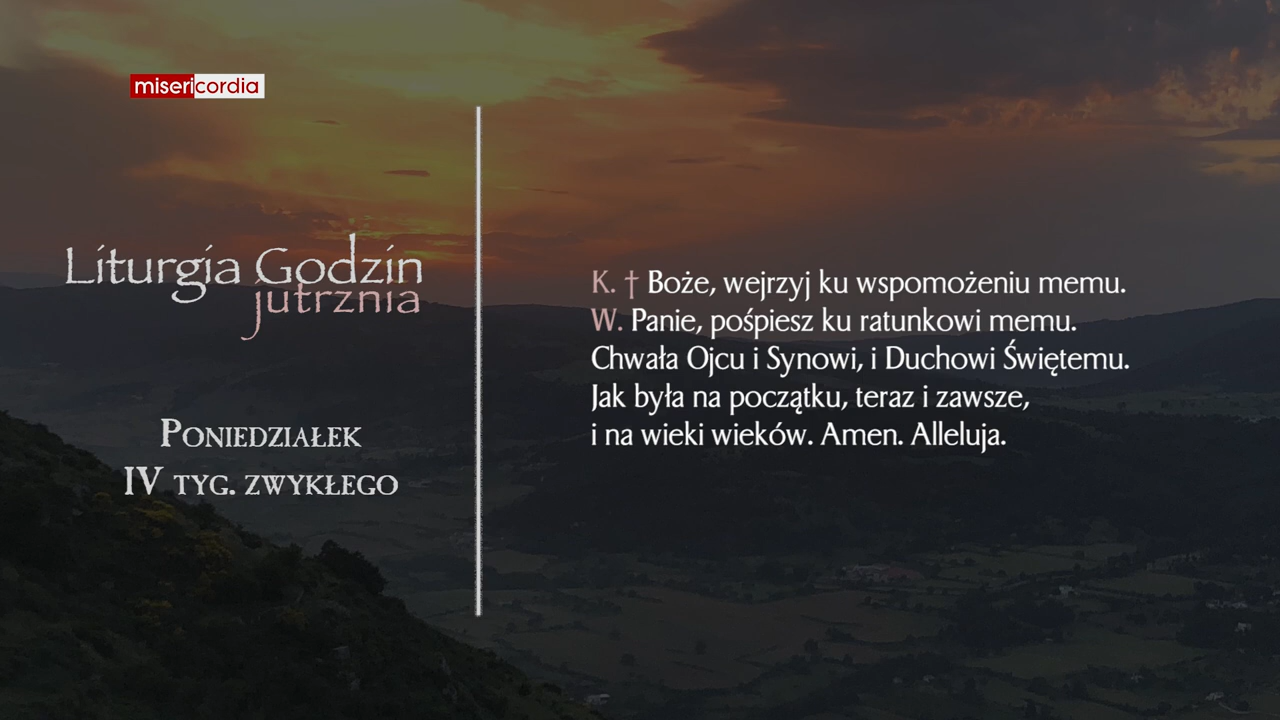 misericordia
Liturgia Godzin
jutrznia
Poniedziałek
IV tyg. zwykłego
K. † Boże, wejrzyj ku wspomożeniu memu.
W. Panie, pośpiesz ku ratunkowi memu.
Chwała Ojcu i Synowi, i Duchowi Świętemu.
Jak była na początku, teraz i zawsze,
i na wieki wieków. Amen. Alleluja.